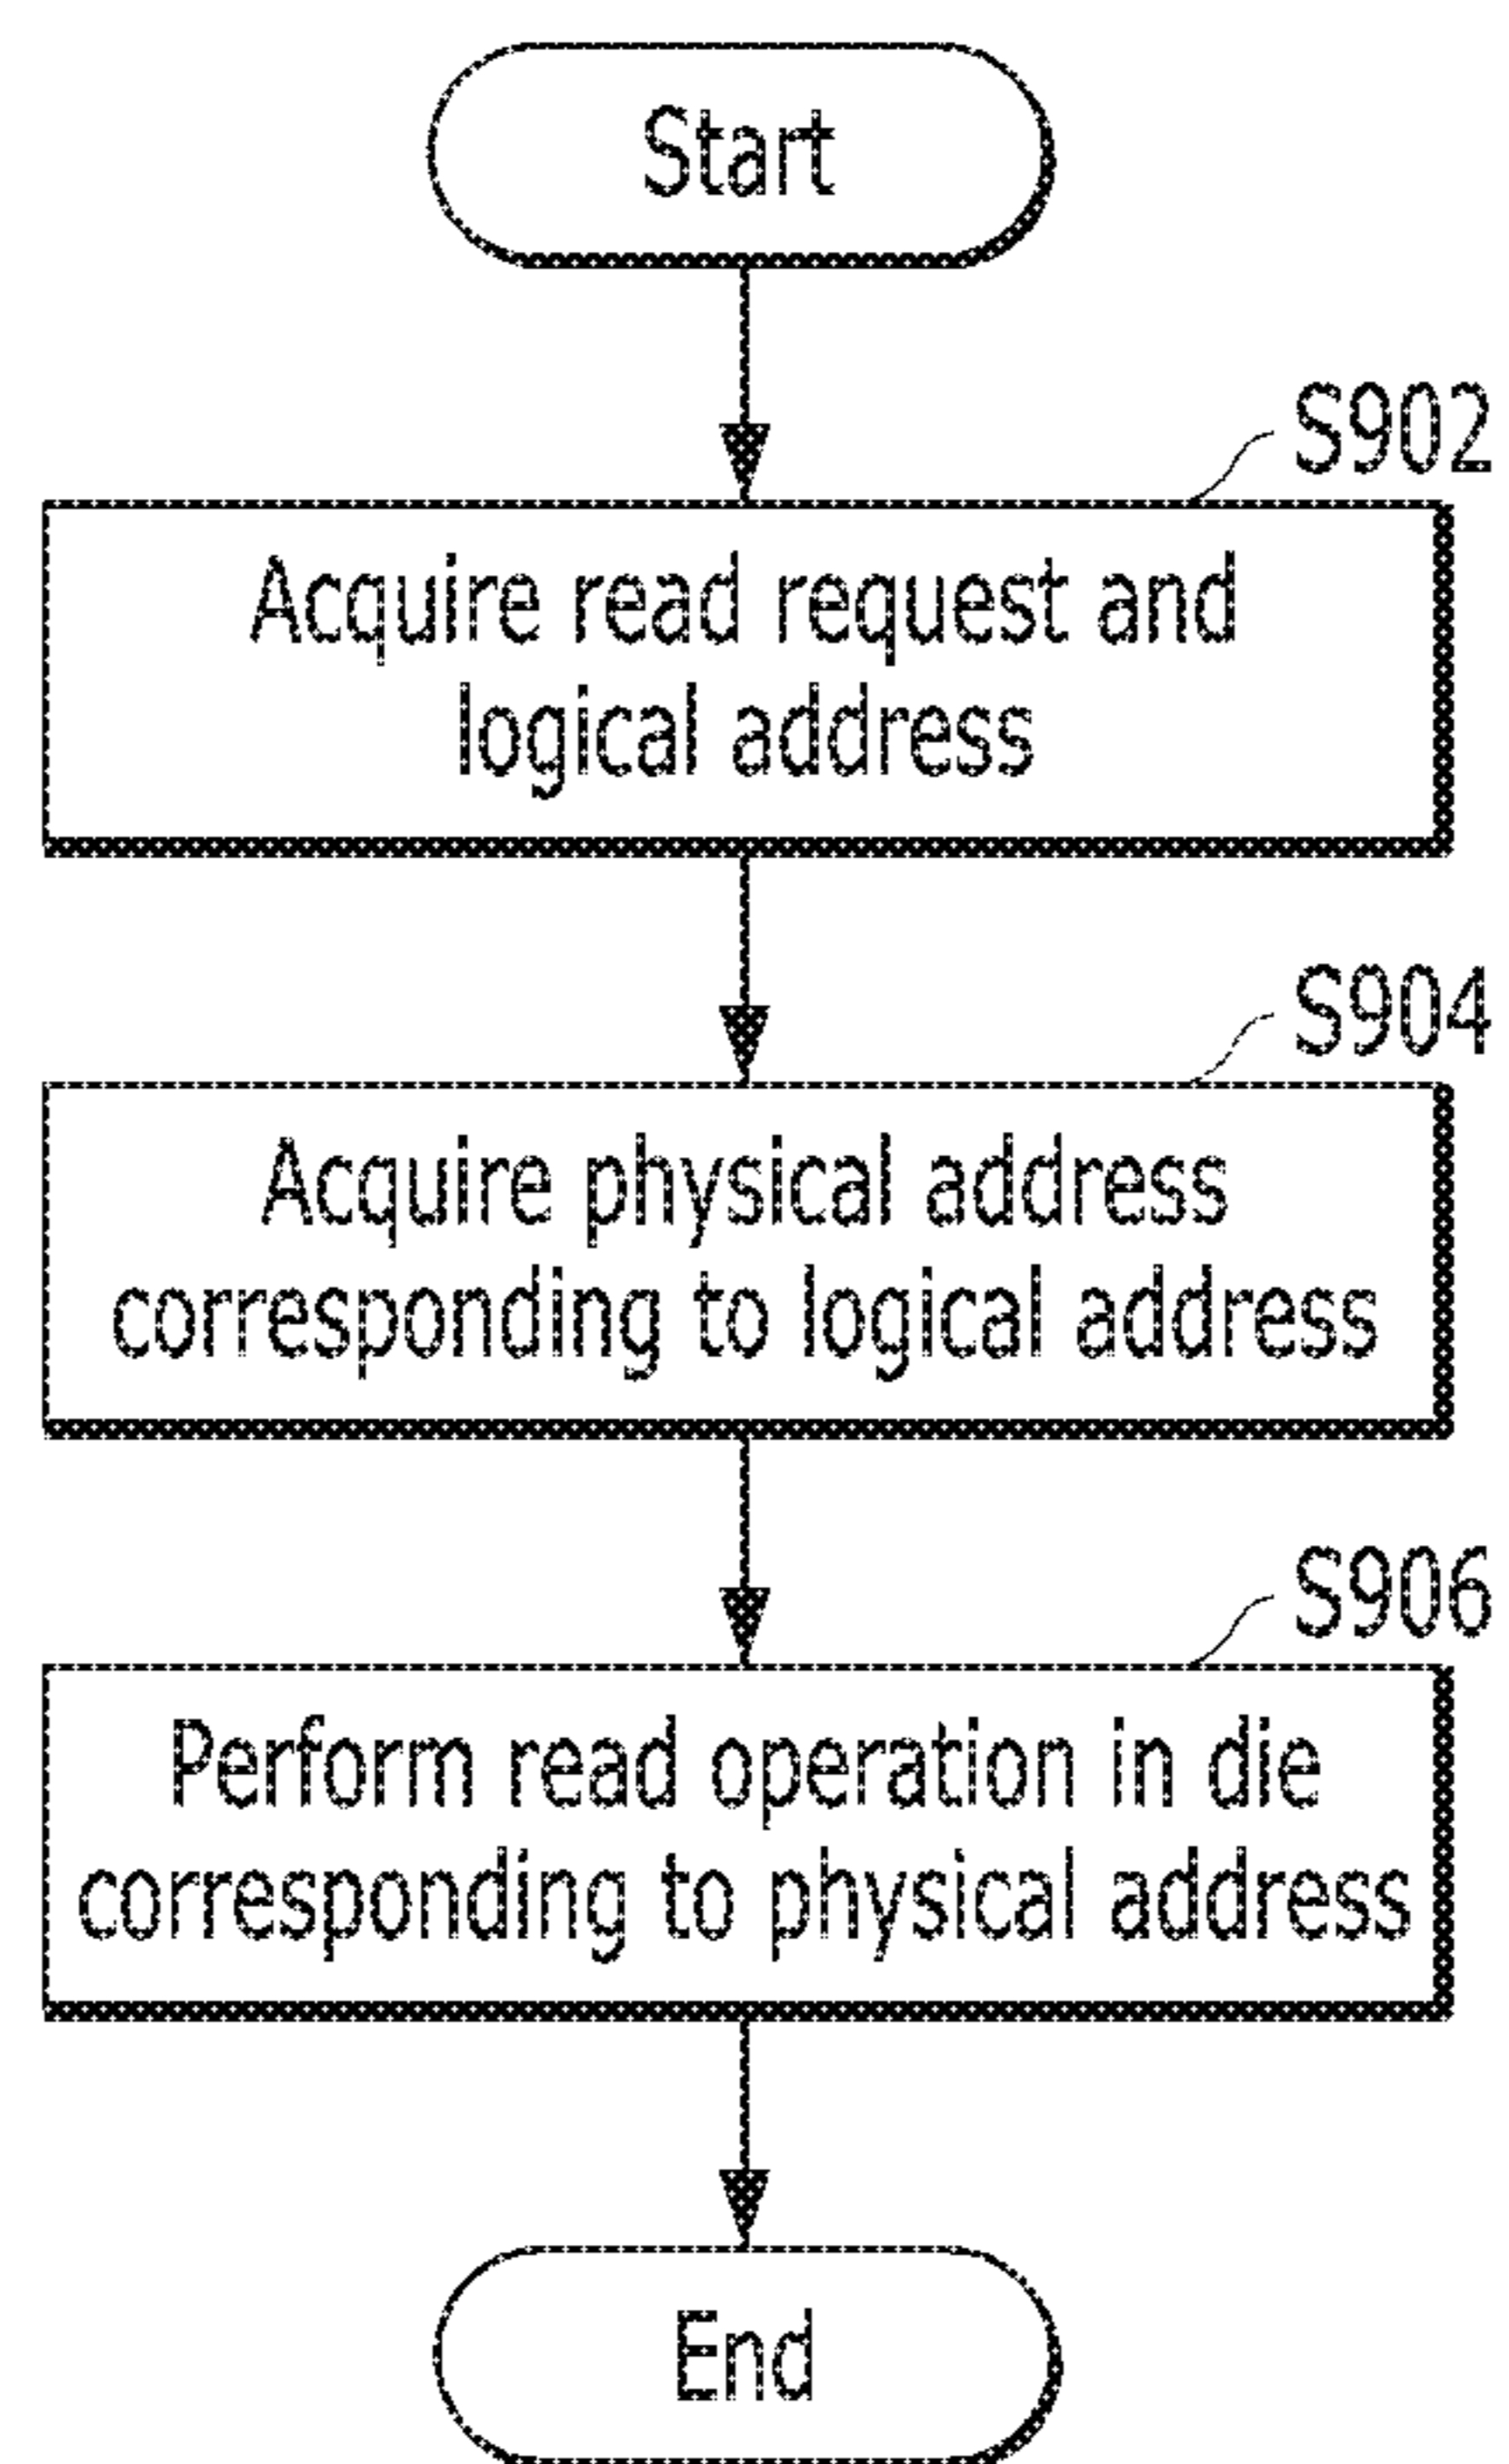 Start
S902
Acquire read request and
logical address
S904
Acquire physical address
corresponding to logical address
S906
Perform read operation in die
corresponding to physical address
End